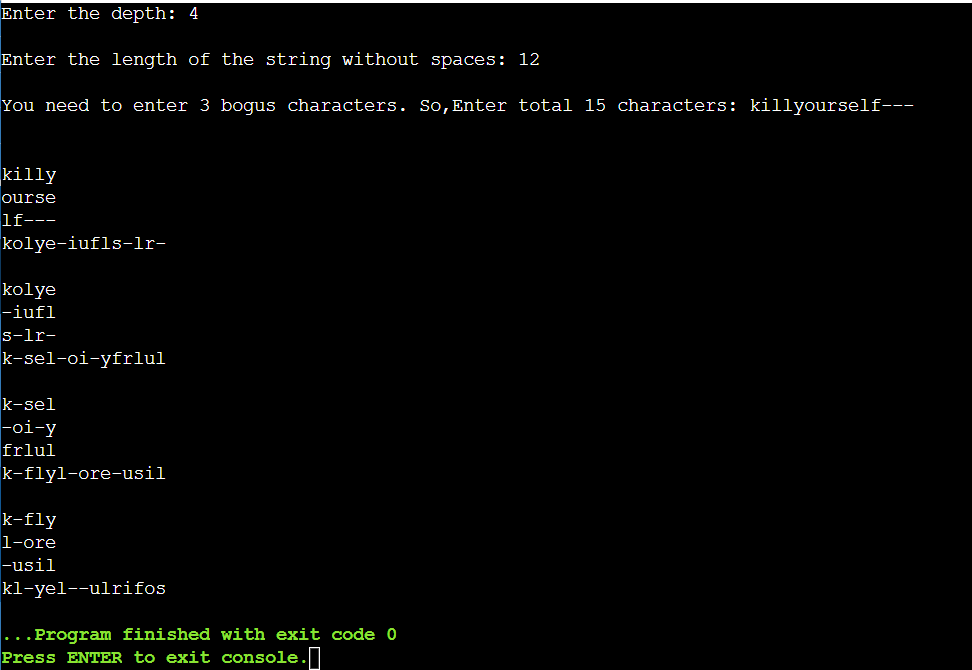 Enter the depth: 4
Enter the length of the string without spaces: 12
You need to enter 3 bogus characters. So,Enter total 15 characters: killyourself---
killy
ourse
lf---
kolye-iufls-lr-
kolye
-iufl
s-lr-
k-sel-oi-yfrlul
k-sel
-oi-y
frlul
k-flyl-ore-usil
k-fly
l-ore
-usil
kl-yel--ulrifos
...Program finished with exit code 0
Press ENTER to exit console.